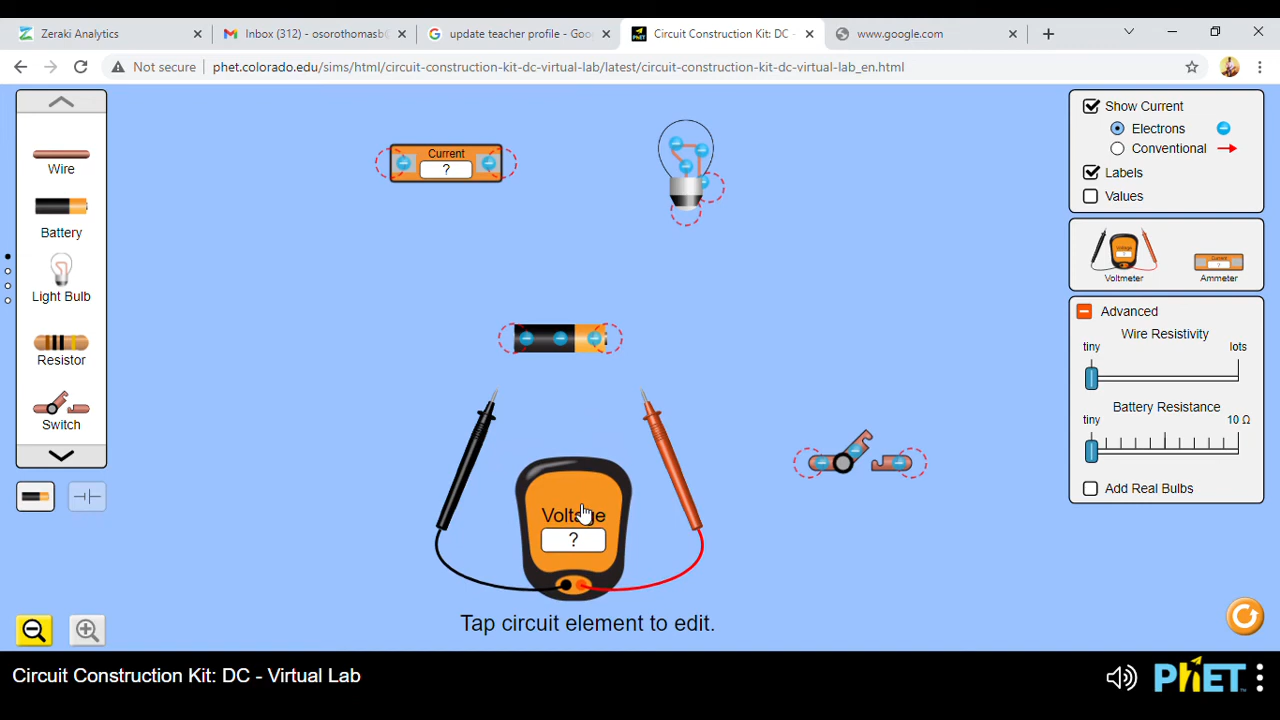 Zeraki Analytics
Inbox (312) - osorothomasb
update teacher profile - Goo
Circuit Construction Kit: DC -
www.google.com
Not secure
phet.colorado.edu/sims/html/circuit-construction-kit-dc-virtual-lab/latest/circuit-construction-kit-dc-virtual-lab_en.html
Wire
Battery
Light Bulb
Resistor
Switch
Current
?
Voltage
?
Tap circuit element to edit.
Show Current
Electrons
Conventional
Labels
Values
Voltage
?
Voltmeter
Current
?
Ammeter
Advanced
Wire Resistivity
tiny
lots
Battery Resistance
tiny
10 Ω
Add Real Bulbs
Circuit Construction Kit: DC - Virtual Lab
PhET